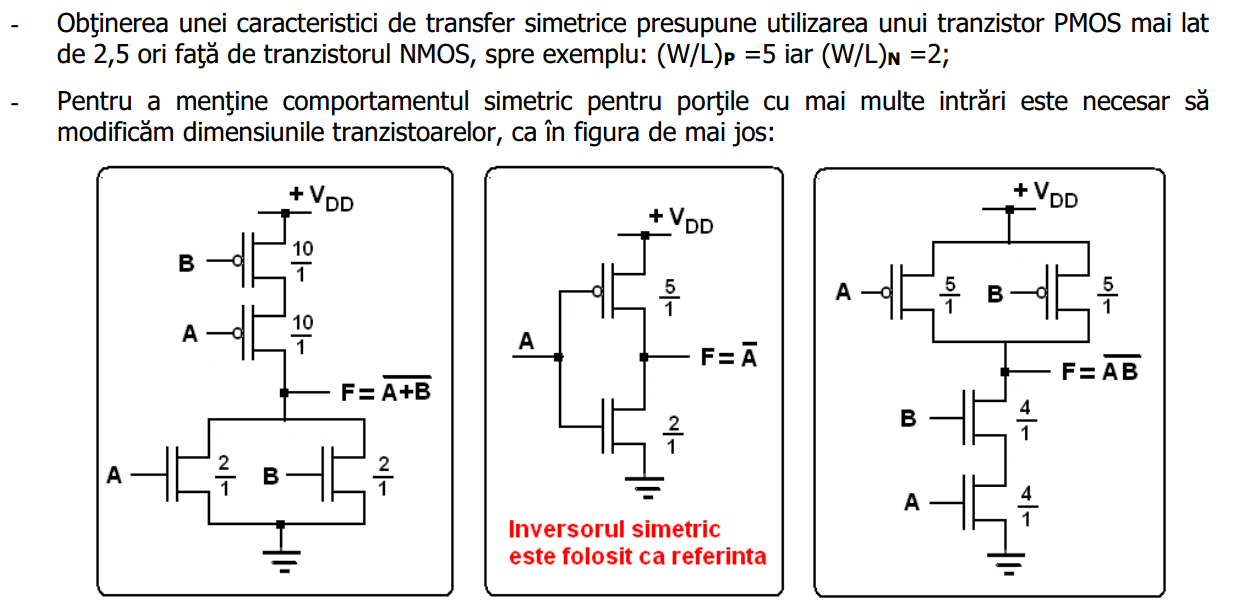 - Obţinerea unei caracteristici de transfer simetrice presupune utilizarea unui tranzistor PMOS mai lat
de 2,5 ori faţă de tranzistorul NMOS, spre exemplu: (W/L)P =5 iar (W/L)N =2;
- Pentru a menţine comportamentul simetric pentru porţile cu mai multe intrări este necesar să
modificăm dimensiunile tranzistoarelor, ca în figura de mai jos:
+ VDD
B
10
1
A
10
1
F= A+B
A
2
1
B
2
1
+ VDD
5
1
A
F= A
2
1
Inversorul simetric
este folosit ca referinta
+ VDD
A
5
1
B
5
1
F= AB
B
4
1
A
4
1